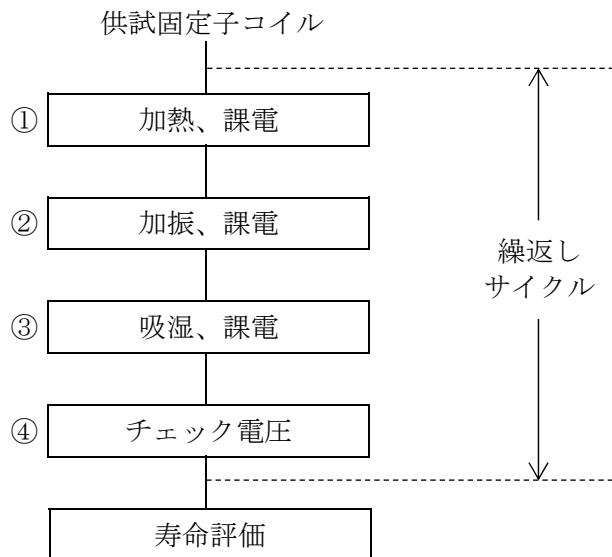 供試固定子コイル
① 加熱、課電
② 加振、課電
③ 吸湿、課電
④ チェック電圧
繰返し
サイクル
寿命評価